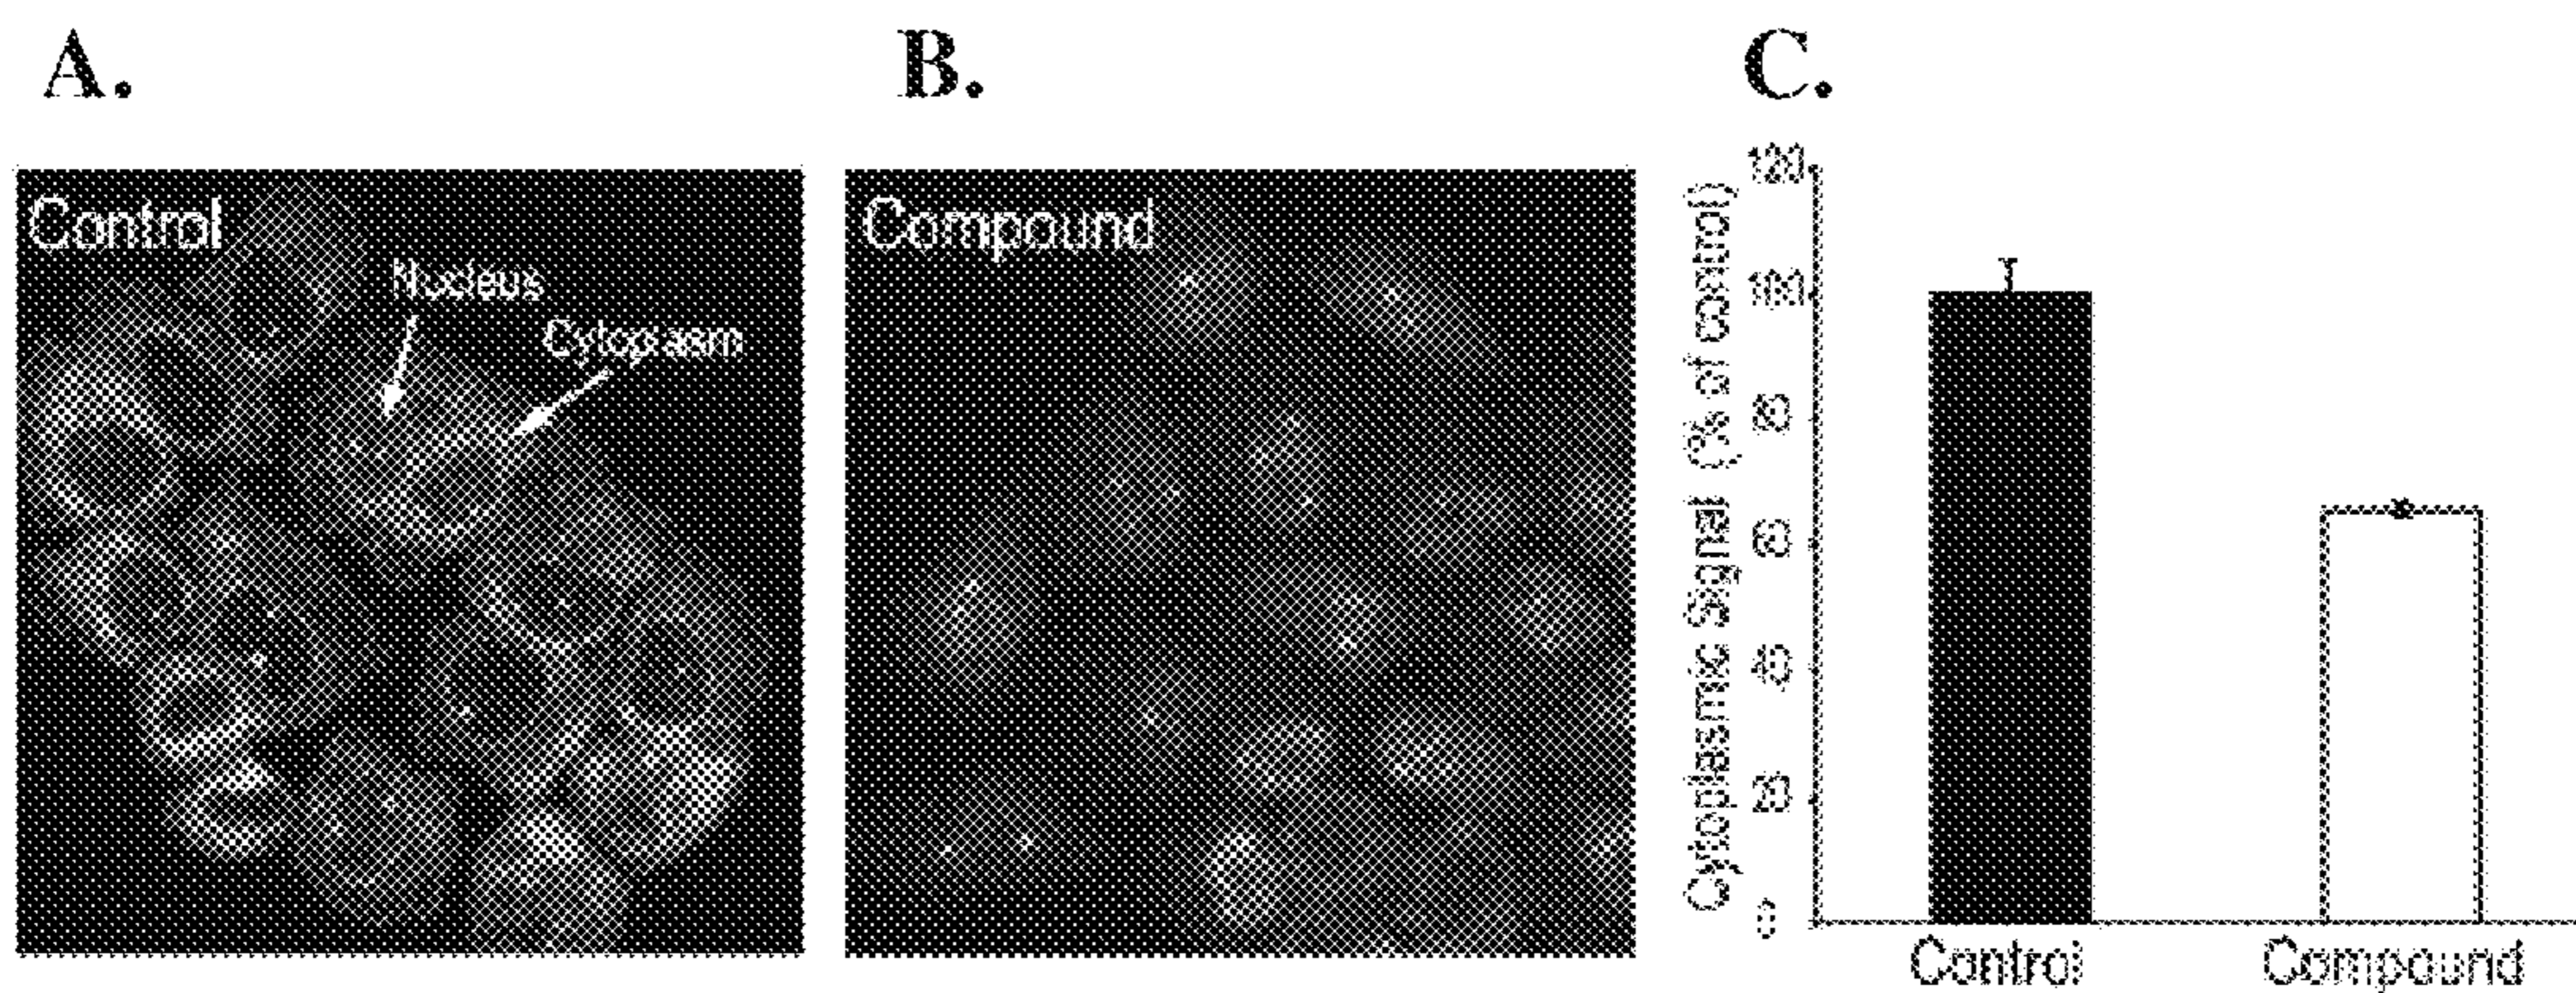 A.
B.
C.
Control
Nucleus
Cytoplasm
Compound
Cytoplasmic Signal (% of control)
120
100
80
60
40
20
0
Control
Compound